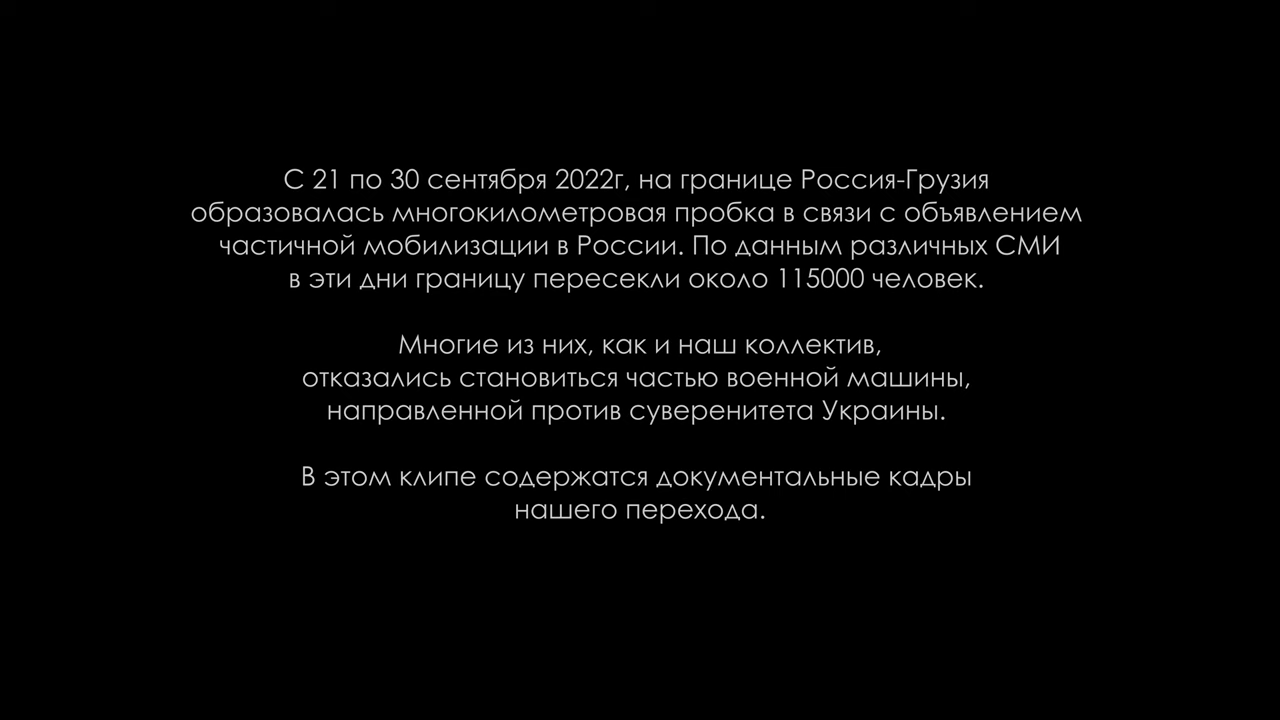 С 21 по 30 сентября 2022г, на границе Россия-Грузия
образовалась многокилометровая пробка в связи с объявлением
частичной мобилизации в России. По данным различных СМИ
в эти дни границу пересекли около 115000 человек.
Многие из них, как и наш коллектив,
отказались становиться частью военной машины,
направленной против суверенитета Украины.
В этом клипе содержатся документальные кадры
нашего перехода.